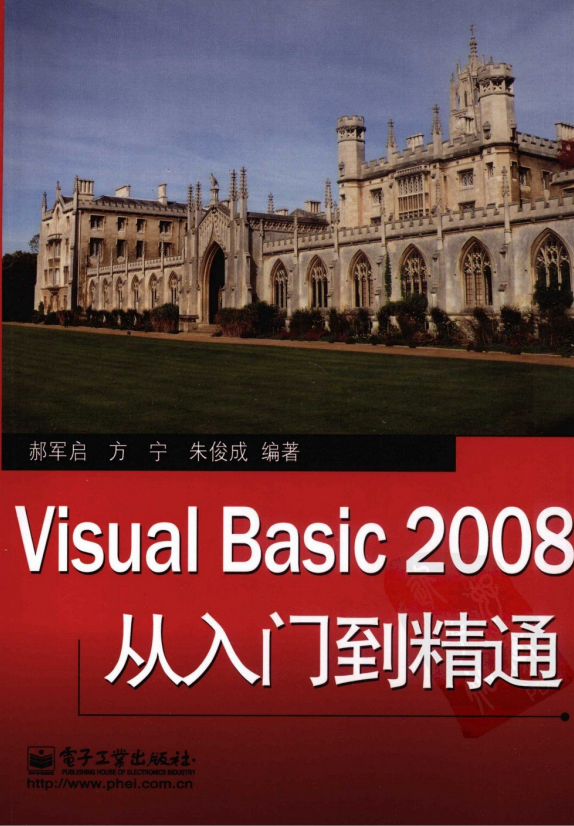 郝军启 方 宁 朱俊成 编著
Visual Basic 2008
从入门到精通
電子工業出版社·
PUBLISHING HOUSE OF ELECTRONICS INDUSTRY
http://www.phei.com.cn